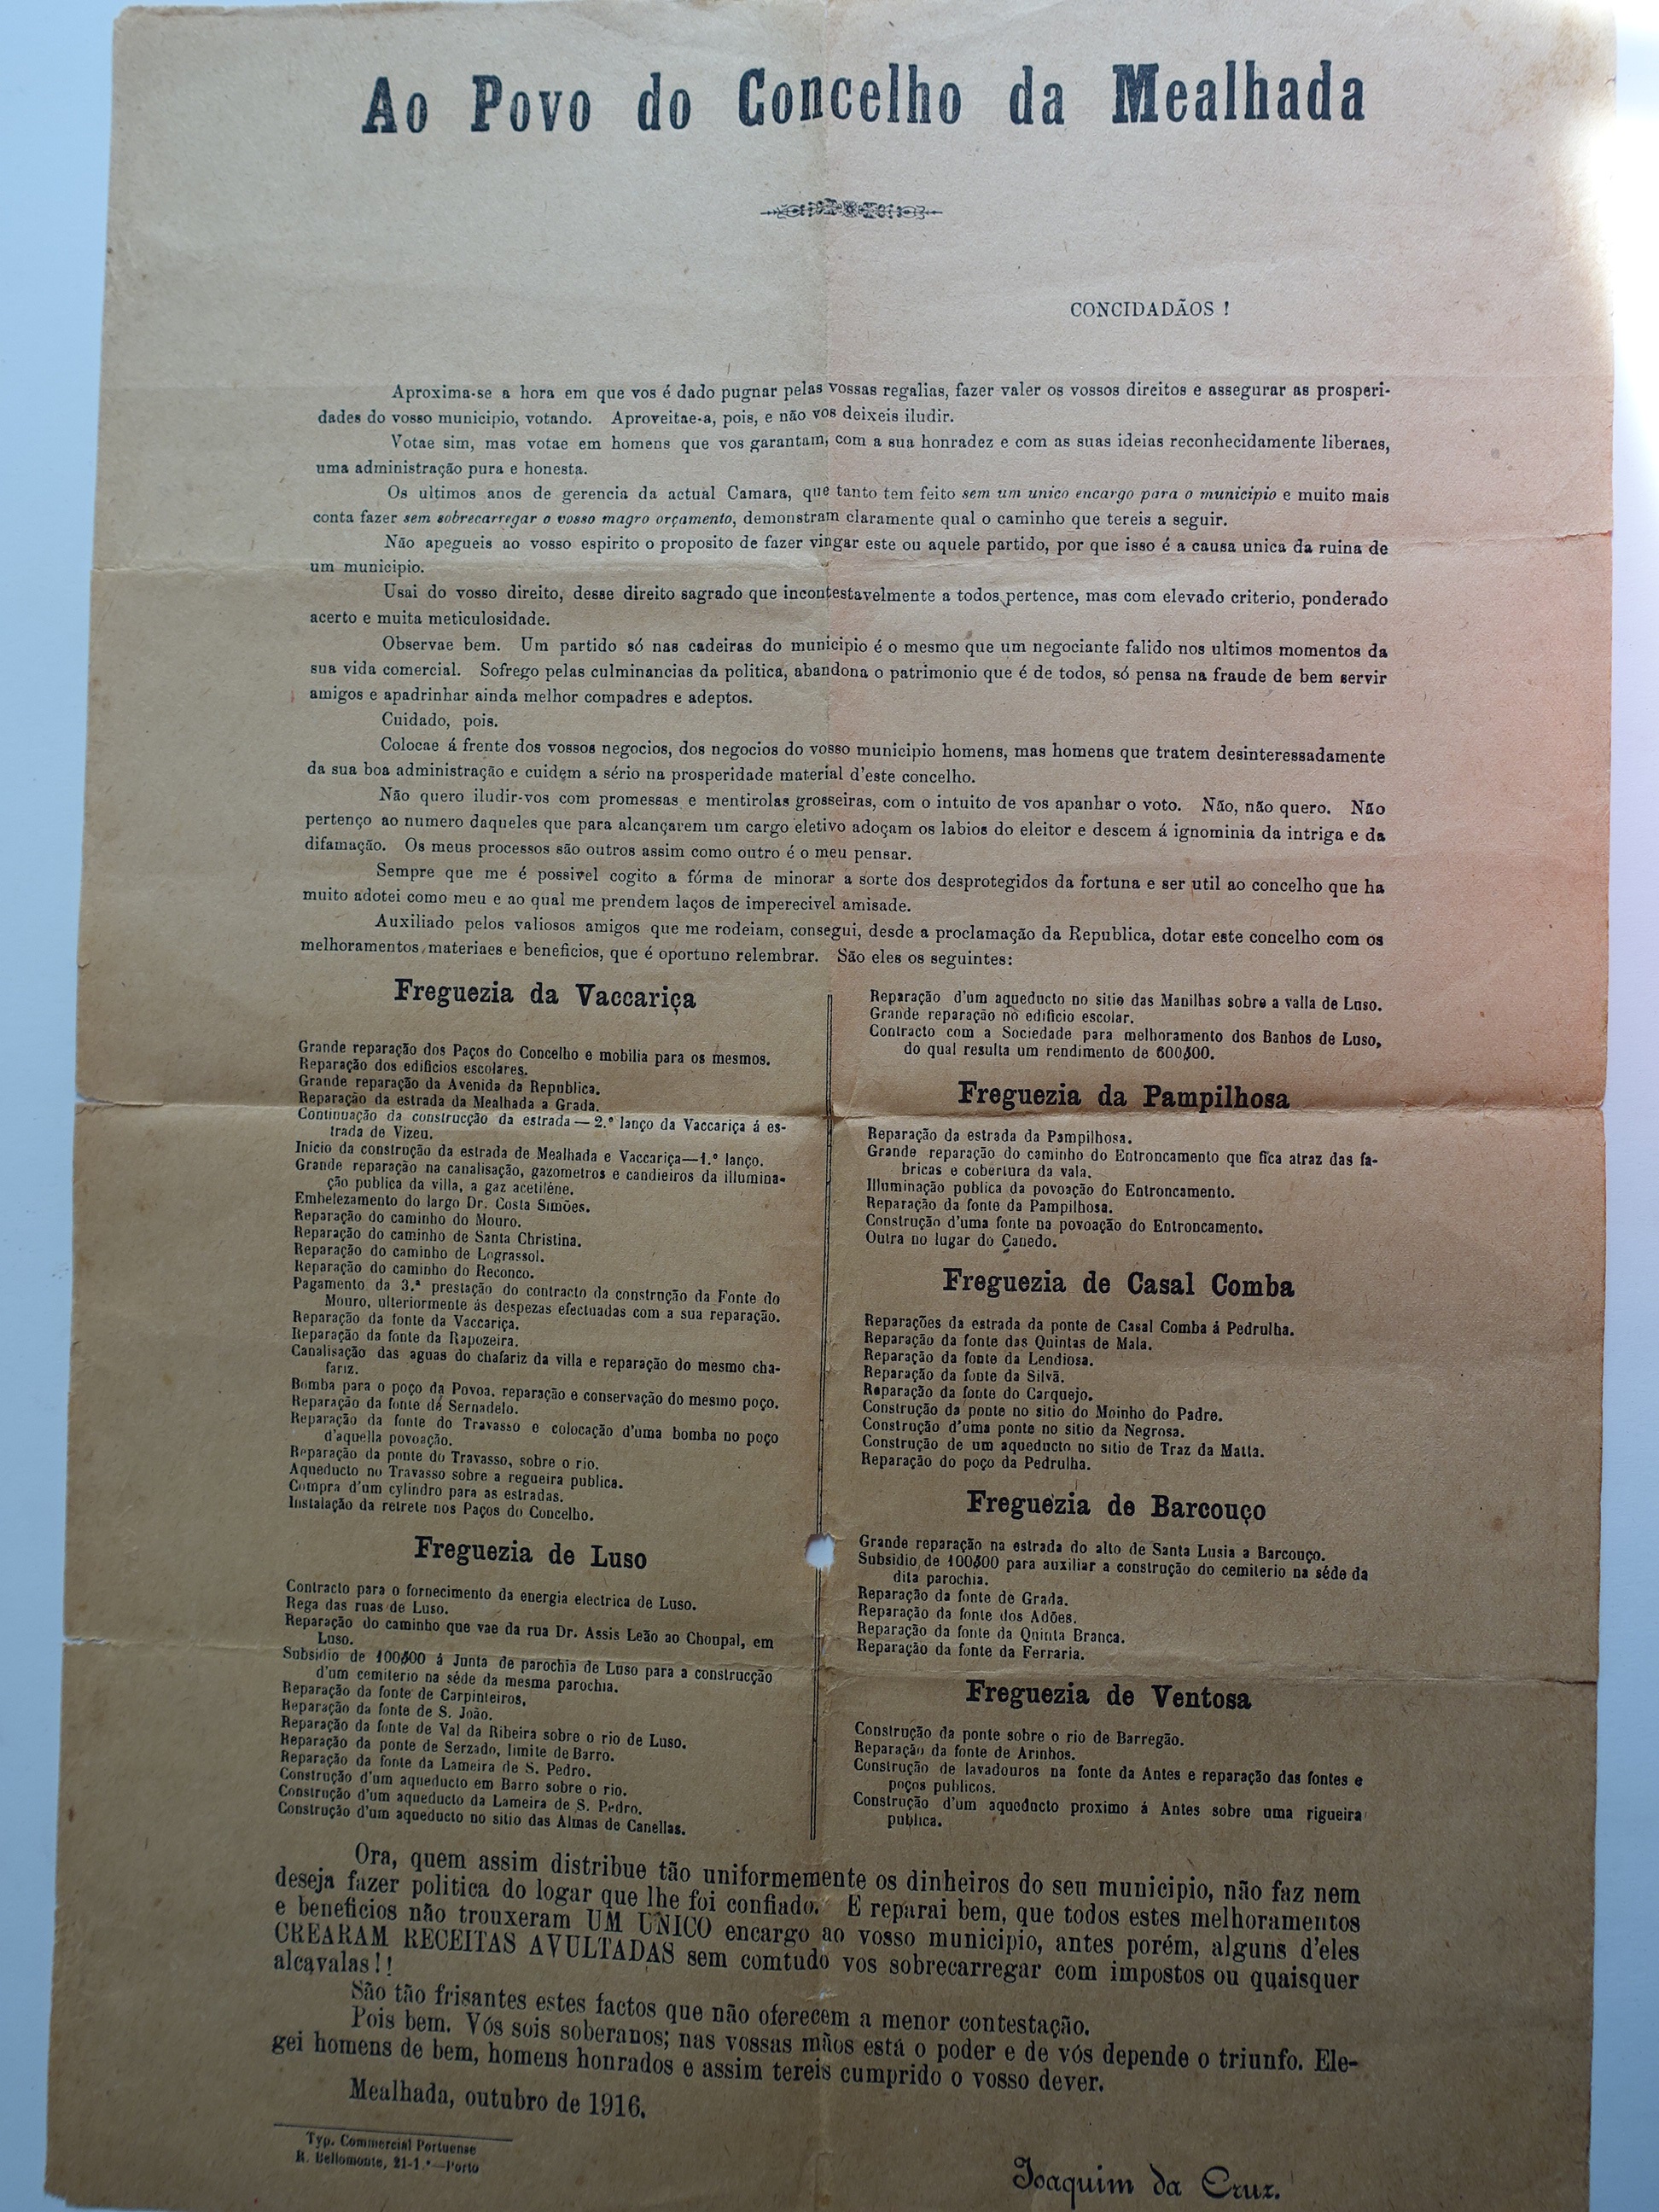 Ao Povo do Concelho da Mealhada
CONCIDADÃOS !
Aproxima-se a hora em que vos é dado pugnar pelas vossas regalias, fazer valer os vossos direitos e assegurar as prosperi-
dades do vosso municipio, votando. Aproveitae-a, pois, e não vos deixeis iludir.
Votae sim, mas votae em homens que vos garantam, com a sua honradez e com as suas ideias reconhecidamente liberaes,
uma administração pura e honesta.
Os ultimos anos de gerencia da actual Camara, que tanto tem feito sem um unico encargo para o municipio e muito mais
conta fazer sem sobrecarregar o vosso magro orçamento, demonstram claramente qual o caminho que tereis a seguir.
Não apegueis ao vosso espirito o proposito de fazer vingar este ou aquele partido, por que isso é a causa unica da ruina de
um municipio.
Usai do vosso direito, desse direito sagrado que incontestavelmente a todos pertence, mas com elevado criterio, ponderado
acerto e muita meticulosidade.
Observae bem. Um partido só nas cadeiras do municipio é o mesmo que um negociante falido nos ultimos momentos da
sua vida comercial. Sofrego pelas culminancias da politica, abandona o patrimonio que é de todos, só pensa na fraude de bem servir
amigos e apadrinhar ainda melhor compadres e adeptos.
Cuidado, pois.
Colocae á frente dos vossos negocios, dos negocios do vosso municipio homens, mas homens que tratem desinteressadamente
da sua boa administração e cuidem a sério na prosperidade material d'este concelho.
Não quero iludir-vos com promessas e mentirolas grosseiras, com o intuito de vos apanhar o voto. Não, não quero. Não
pertenço ao numero daqueles que para alcançarem um cargo eletivo adoçam os labios do eleitor e descem á ignominia da intriga e da
difamação. Os meus processos são outros assim como outro é o meu pensar.
Sempre que me é possivel cogito a fórma de minorar a sorte dos desprotegidos da fortuna e ser util ao concelho que ha
muito adotei como meu e ao qual me prendem laços de imperecivel amisade.
Auxiliado pelos valiosos amigos que me rodeiam, consegui, desde a proclamação da Republica, dotar este concelho com os
melhoramentos materiaes e beneficios, que é oportuno relembrar. São eles os seguintes:
Freguezia da Vaccariça
Grande reparação dos Paços do Concelho e mobilia para os mesmos.
Reparação dos edificios escolares.
Grande reparação da Avenida da Republica.
Reparação da estrada da Mealhada a Grada.
Continuação da construcção da estrada — 2.º lanço da Vaccariça á es-
trada de Vizeu.
Inicio da construção da estrada de Mealhada e Vaccariça—1.º lanço.
Grande reparação na canalisação, gazometros e candieiros da illumina-
ção publica da villa, a gaz acetiléne.
Embelezamento do largo Dr. Costa Simões.
Reparação do caminho do Mouro.
Reparação do caminho de Santa Christina.
Reparação do caminho de Lograssol.
Reparação do caminho do Reconco.
Pagamento da 3.ª prestação do contracto da construção da Fonte do
Mouro, ulteriormente ás despezas efectuadas com a sua reparação.
Reparação da fonte da Vaccariça.
Reparação da fonte da Rapozeira.
Canalisação das aguas do chafariz da villa e reparação do mesmo cha-
fariz.
Bomba para o poço da Povoa, reparação e conservação do mesmo poço.
Reparação da fonte de Sernadelo.
Reparação da fonte do Travasso e colocação d'uma bomba no poço
d'aquella povoação.
Reparação da ponte do Travasso, sobre o rio.
Aqueducto no Travasso sobre a regueira publica.
Compra d'um cylindro para as estradas.
Instalação da retrete nos Paços do Concelho.
Freguezia de Luso
Contracto para o fornecimento da energia electrica de Luso.
Rega das ruas de Luso.
Reparação do caminho que vae da rua Dr. Assis Leão ao Choupal, em
Luso.
Subsidio de 100$00 á Junta de parochia de Luso para a construcção
d'um cemiterio na séde da mesma parochia.
Reparação da fonte de Carpinteiros,
Reparação da fonte de S. João.
Reparação da fonte de Val da Ribeira sobre o rio de Luso.
Reparação da ponte de Serzado, limite de Barro.
Reparação da fonte da Lameira de S. Pedro.
Construção d'um aqueducto em Barro sobre o rio.
Construção d'um aqueducto da Lameira de S. Pedro.
Construção d'um aqueducto no sitio das Almas de Canellas.
Reparação d'um aqueducto no sitio das Manilhas sobre a valla de Luso.
Grande reparação no edificio escolar.
Contracto com a Sociedade para melhoramento dos Banhos de Luso,
do qual resulta um rendimento de 600$00.
Freguezia da Pampilhosa
Reparação da estrada da Pampilhosa.
Grande reparação do caminho do Entroncamento que fica atraz das fa-
bricas e cobertura da vala.
Illuminação publica da povoação do Entroncamento.
Reparação da fonte da Pampilhosa.
Construção d'uma fonte na povoação do Entroncamento.
Outra no lugar do Canedo.
Freguezia de Casal Comba
Reparações da estrada da ponte de Casal Comba á Pedrulha.
Reparação da fonte das Quintas de Mala.
Reparação da fonte da Lendiosa.
Reparação da fonte da Silvã.
Reparação da fonte do Carquejo.
Construção da ponte no sitio do Moinho do Padre.
Construção d'uma ponte no sitio da Negrosa.
Construção de um aqueducto no sitio de Traz da Matta.
Reparação do poço da Pedrulha.
Freguezia de Barcouço
Grande reparação na estrada do alto de Santa Lusia a Barcouço.
Subsidio de 100$00 para auxiliar a construção do cemiterio na séde da
dita parochia.
Reparação da fonte de Grada.
Reparação da fonte dos Adões.
Reparação da fonte da Quinta Branca.
Reparação da fonte da Ferraria.
Freguezia de Ventosa
Construção da ponte sobre o rio de Barregão.
Reparação da fonte de Arinhos.
Construção de lavadouros na fonte da Antes e reparação das fontes e
poços publicos.
Construção d'um aqueducto proximo á Antes sobre uma rigueira
publica.
Ora, quem assim distribue tão uniformemente os dinheiros do seu municipio, não faz nem
deseja fazer politica do logar que lhe foi confiado. E reparai bem, que todos estes melhoramentos
e beneficios não trouxeram UM UNICO encargo ao vosso municipio, antes porém, alguns d'eles
CREARAM RECEITAS AVULTADAS sem comtudo vos sobrecarregar com impostos ou quaisquer
alcavalas!!
São tão frisantes estes factos que não oferecem a menor contestação.
Pois bem. Vós sois soberanos; nas vossas mãos está o poder e de vós depende o triunfo. Ele-
gei homens de bem, homens honrados e assim tereis cumprido o vosso dever.
Mealhada, outubro de 1916.
Typ. Commercial Portuense
R. Bellomonte, 21-1.º—Porto
Joaquim da Cruz.